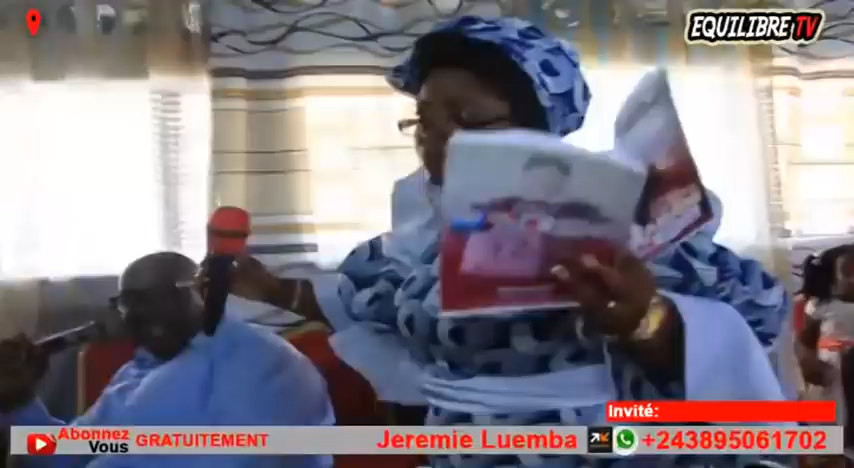 EQUILIBRE TV
Invité:
Abonnez
Vous
GRATUITEMENT
Jeremie Luemba
+243895061702